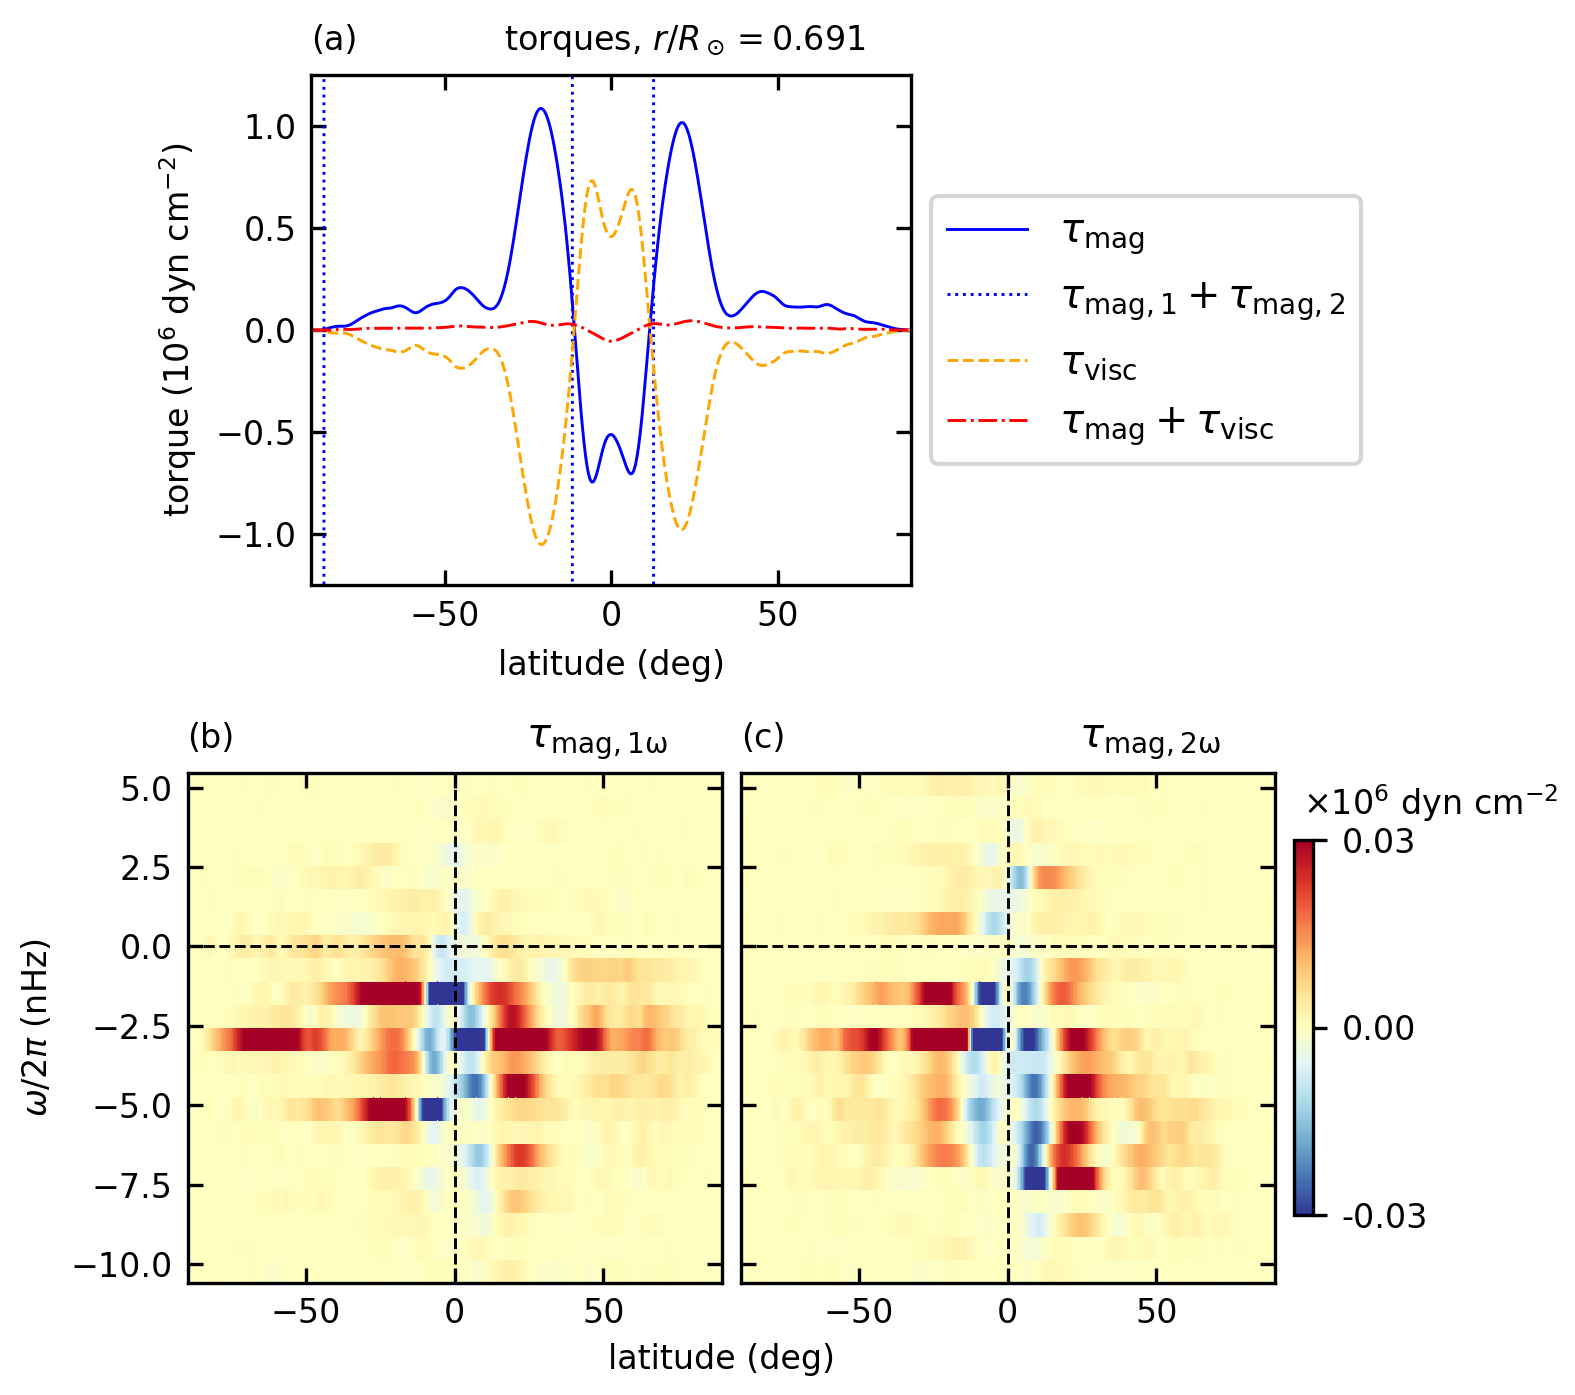 (a) torques, r/R⊙ = 0.691
torque (10⁶ dyn cm⁻²)
1.0
0.5
0.0
−0.5
−1.0
−50 0 50
latitude (deg)
τmag
τmag, 1 + τmag, 2
τvisc
τmag + τvisc
(b) τmag, 1ω
(c) τmag, 2ω
ω/2π (nHz)
5.0
2.5
0.0
−2.5
−5.0
−7.5
−10.0
−50 0 50
−50 0 50
latitude (deg)
×10⁶ dyn cm⁻²
0.03
0.00
-0.03